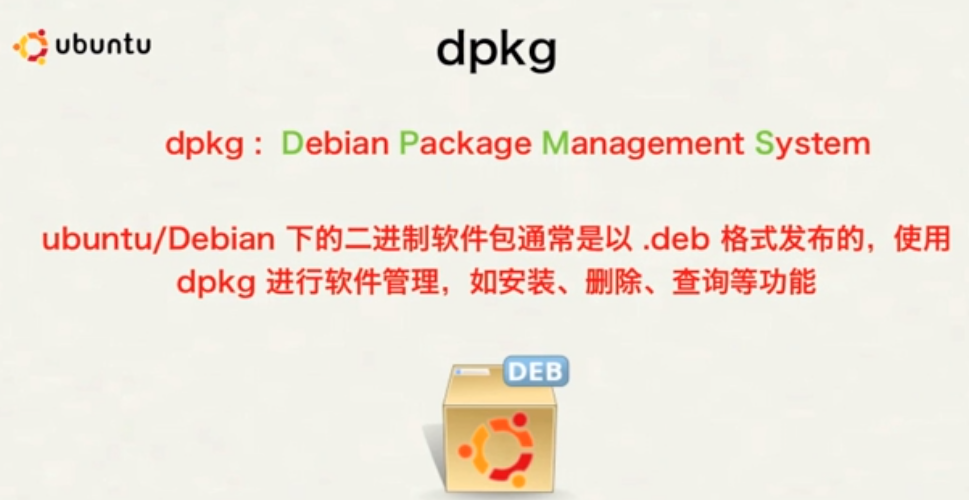 ubuntu
dpkg
dpkg : Debian Package Management System
ubuntu/Debian 下的二进制软件包通常是以 .deb 格式发布的，使用
dpkg 进行软件管理，如安装、删除、查询等功能
DEB